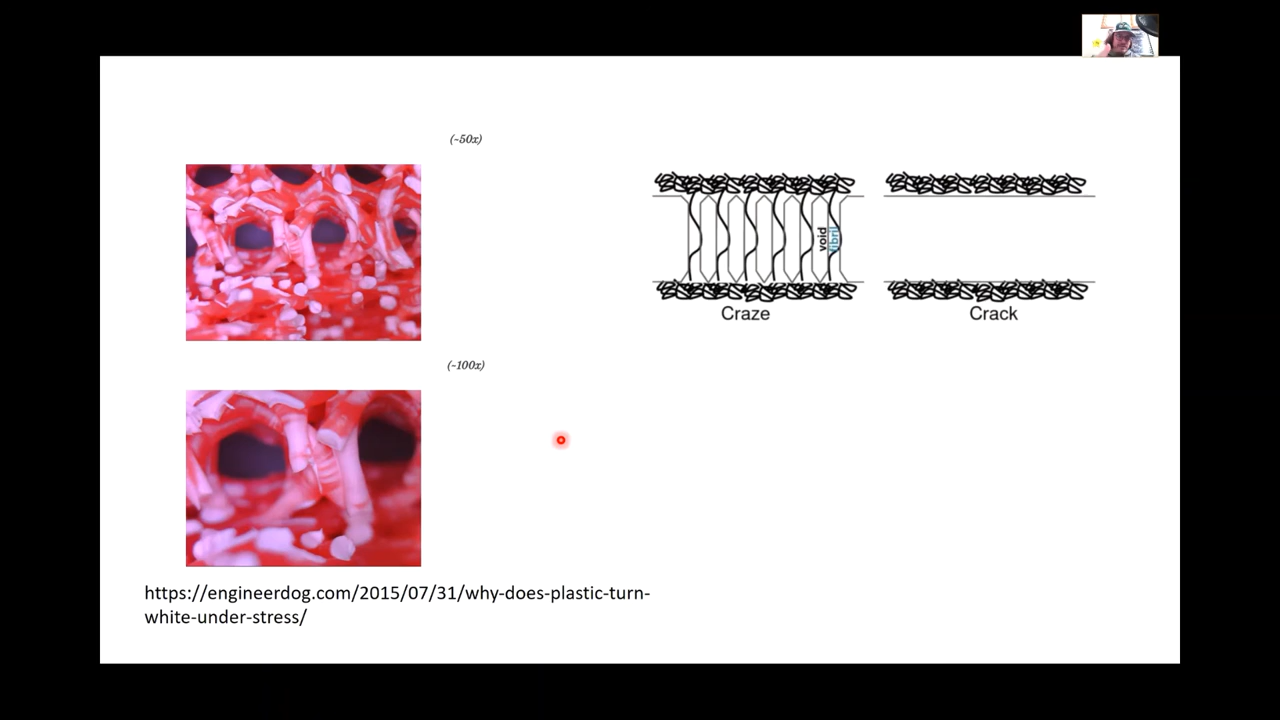 (~50x)
void
fibril
Craze
Crack
(~100x)
https://engineerdog.com/2015/07/31/why-does-plastic-turn-
white-under-stress/